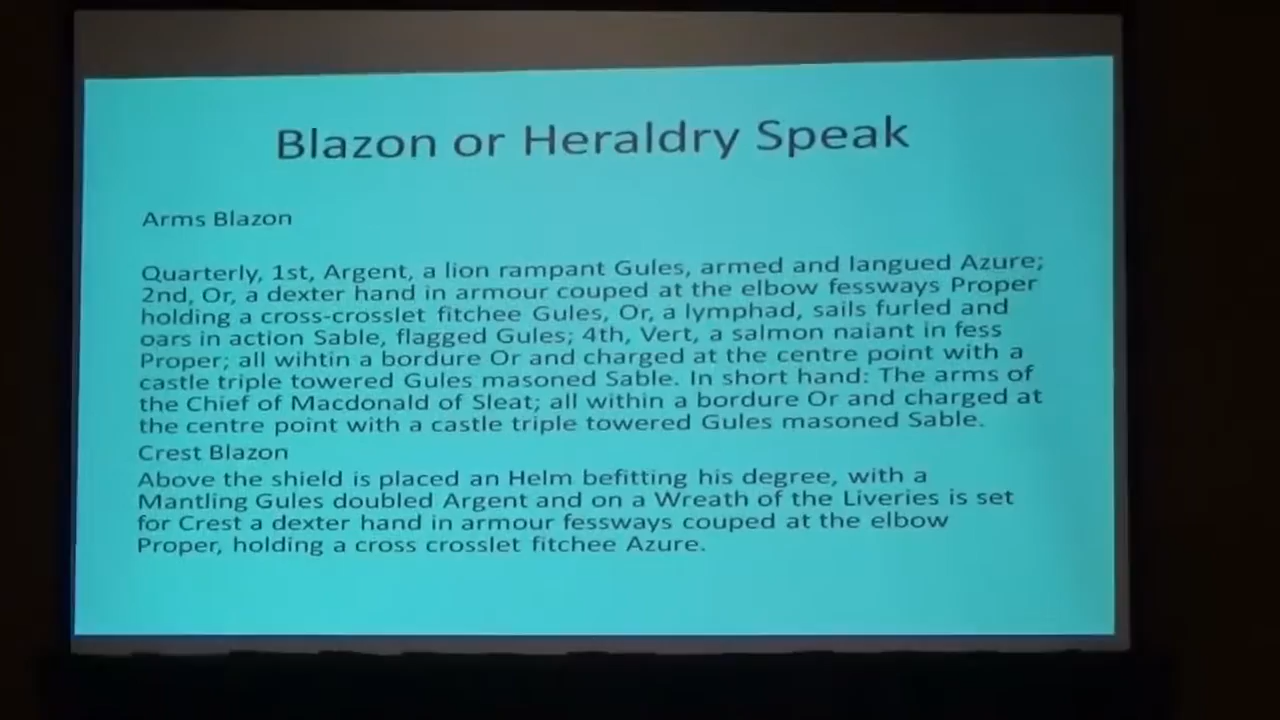 Blazon or Heraldry Speak
Arms Blazon
Quarterly, 1st, Argent, a lion rampant Gules, armed and langued Azure;
2nd, Or, a dexter hand in armour couped at the elbow fessways Proper
holding a cross-crosslet fitchee Gules, Or, a lymphad, sails furled and
oars in action Sable, flagged Gules; 4th, Vert, a salmon naiant in fess
Proper; all wihtin a bordure Or and charged at the centre point with a
castle triple towered Gules masoned Sable. In short hand: The arms of
the Chief of Macdonald of Sleat; all within a bordure Or and charged at
the centre point with a castle triple towered Gules masoned Sable.
Crest Blazon
Above the shield is placed an Helm befitting his degree, with a
Mantling Gules doubled Argent and on a Wreath of the Liveries is set
for Crest a dexter hand in armour fessways couped at the elbow
Proper, holding a cross crosslet fitchee Azure.